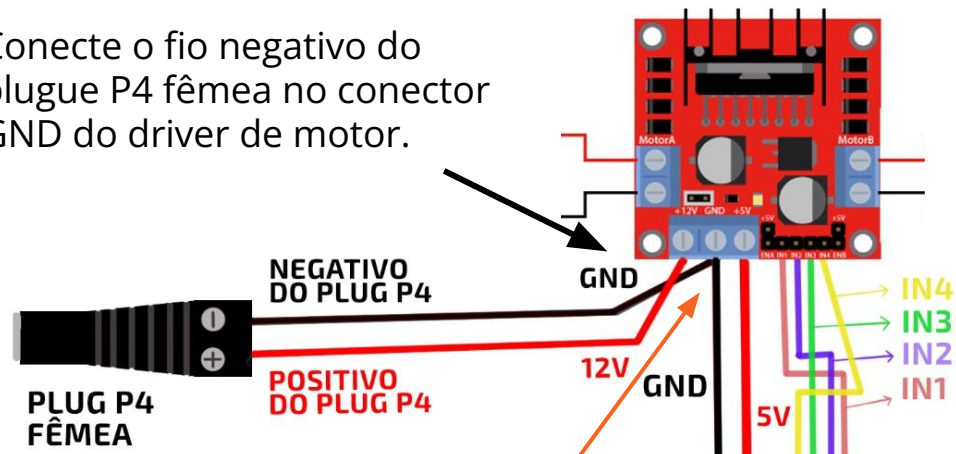 Conecte o fio negativo do
plugue P4 fêmea no conector
GND do driver de motor.
MotorA
MotorB
+12V GND +5V
+5V
+5V
ENA IN1 IN2 IN3 IN4 ENB
NEGATIVO
DO PLUG P4
GND
POSITIVO
DO PLUG P4
12V
GND
5V
PLUG P4
FÊMEA
IN4
IN3
IN2
IN1